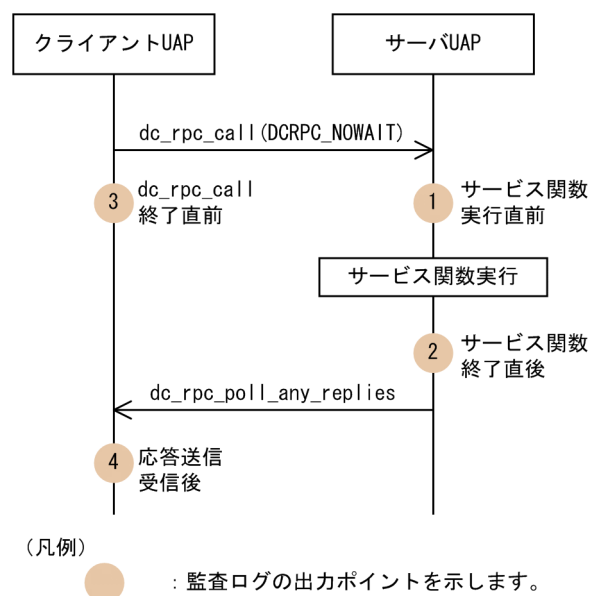 クライアントUAP
サーバUAP
dc_rpc_call(DCRPC_NOWAIT)
3
dc_rpc_call
終了直前
1
サービス関数
実行直前
サービス関数実行
2
サービス関数
終了直後
dc_rpc_poll_any_replies
4
応答送信
受信後
（凡例）
：監査ログの出力ポイントを示します。